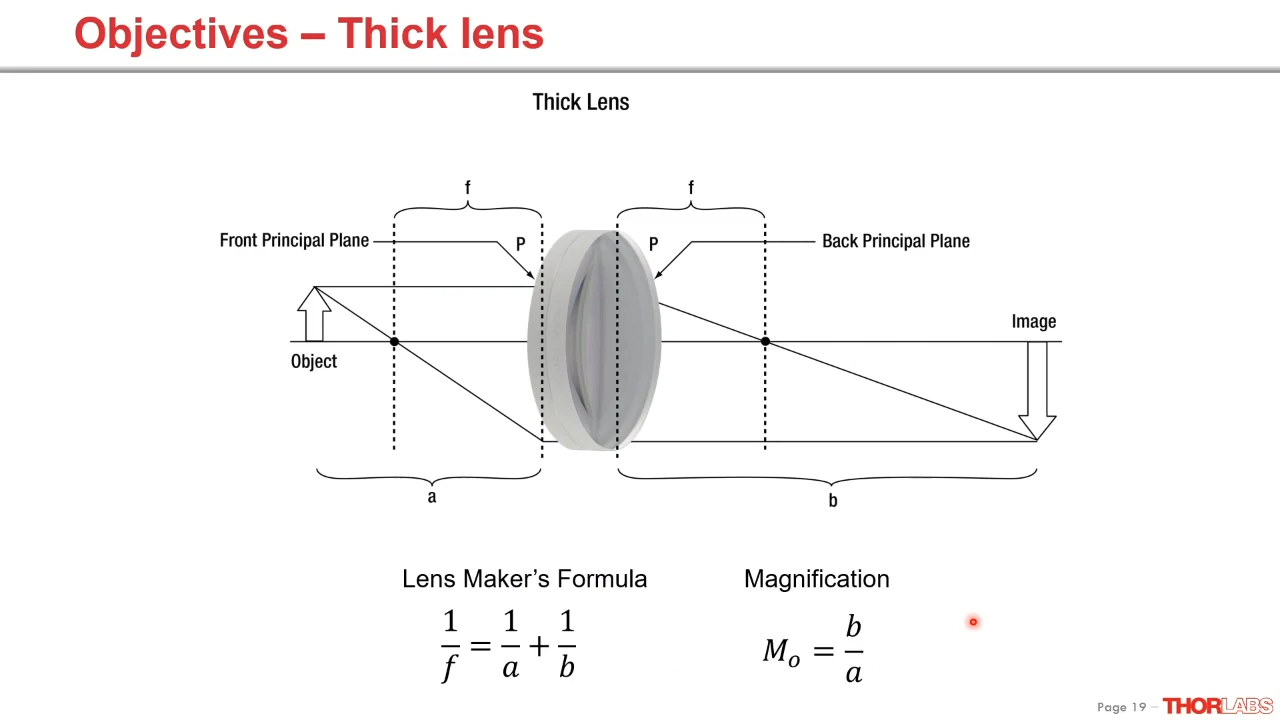 Objectives – Thick lens
Thick Lens
f
f
Front Principal Plane
P
P
Back Principal Plane
Image
Object
a
b
Lens Maker's Formula
1/f = 1/a + 1/b
Magnification
Mₒ = b/a
Page 19 – THORLABS